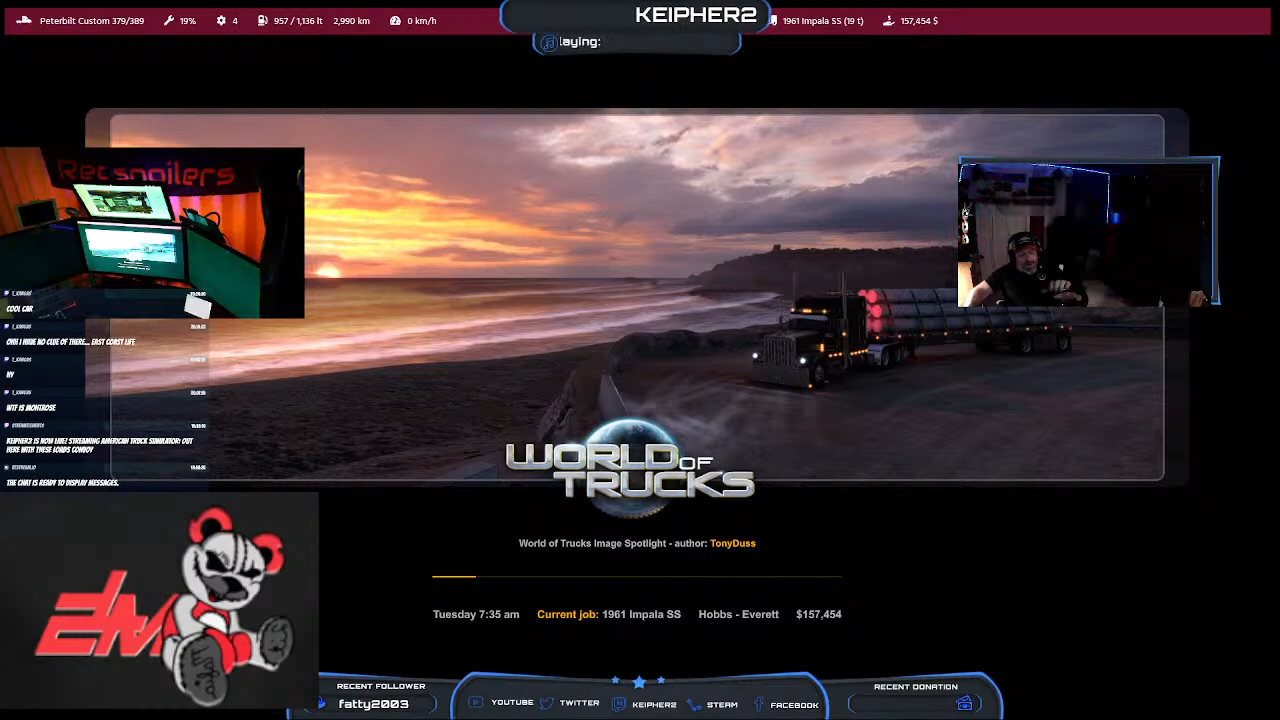 Peterbilt Custom 379/389 19% 4 957 / 1,136 lt 2,990 km 0 km/h
KEIPHER2
1961 Impala SS (19 t) 157,454 $
laying:
COOL CAR
OHH I HAVE NO CLUE OF THERE... EAST COAST LIFE
NY
WTF IS MONTROSE
KEIPHER2 IS NOW LIVE! STREAMING AMERICAN TRUCK SIMULATOR: OUT
HERE WITH THESE LOADS CONVOY
THE CHAT IS READY TO DISPLAY MESSAGES.
WORLD OF
TRUCKS
World of Trucks Image Spotlight - author: TonyDuss
Tuesday 7:35 am Current job: 1961 Impala SS Hobbs - Everett $157,454
RECENT FOLLOWER
fatty2003
YOUTUBE TWITTER KEIPHER2 STEAM FACEBOOK
RECENT DONATION